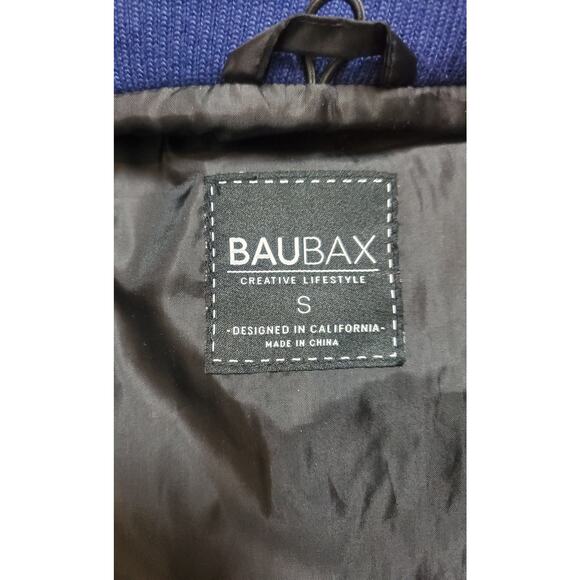 BAUBAX
CREATIVE LIFESTYLE
S
-DESIGNED IN CALIFORNIA-
MADE IN CHINA